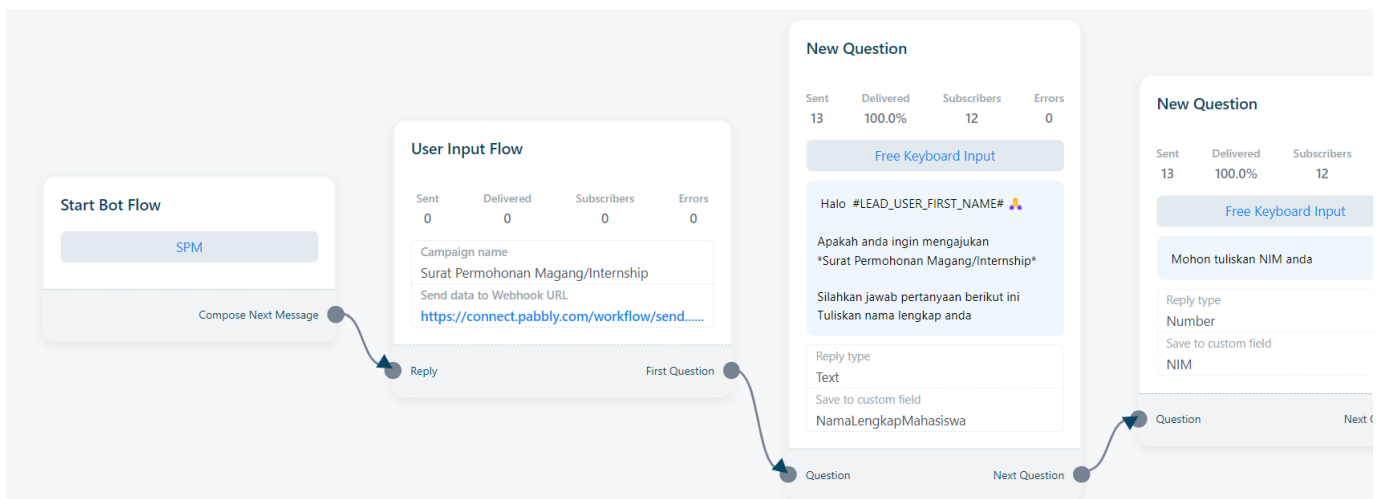 Start Bot Flow
SPM
Compose Next Message
User Input Flow
Sent Delivered Subscribers Errors
0 0 0 0
Campaign name
Surat Permohonan Magang/Internship
Send data to Webhook URL
https://connect.pabbly.com/workflow/send......
Reply First Question
New Question
Sent Delivered Subscribers Errors
13 100.0% 12 0
Free Keyboard Input
Halo #LEAD_USER_FIRST_NAME# 🙏
Apakah anda ingin mengajukan
*Surat Permohonan Magang/Internship*
Silahkan jawab pertanyaan berikut ini
Tuliskan nama lengkap anda
Reply type
Text
Save to custom field
NamaLengkapMahasiswa
Question Next Question
New Question
Sent Delivered Subscribers
13 100.0% 12
Free Keyboard Input
Mohon tuliskan NIM anda
Reply type
Number
Save to custom field
NIM
Question Next